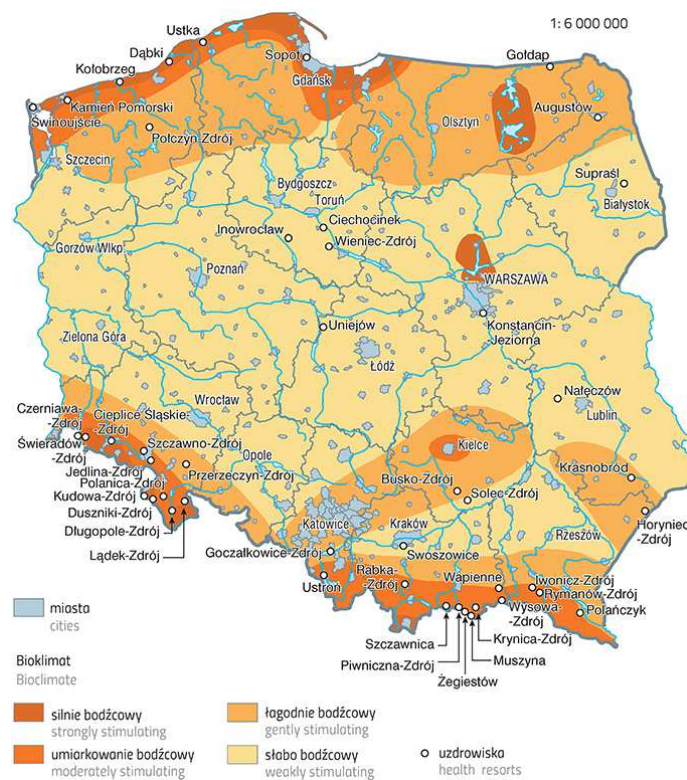 1:6 000 000
Ustka
Dąbki
Sopot
Gołdap
Kołobrzeg
Gdańsk
Kamień Pomorski
Świnoujście
Olsztyn
Augustów
Połczyn-Zdrój
Szczecin
Supraśl
Bydgoszcz
Białystok
Toruń
Ciechocinek
Inowrocław
Wieniec-Zdrój
Gorzów Wlkp.
Poznań
WARSZAWA
Konstancin-
Jeziorna
Uniejów
Zielona Góra
Łódź
Nałęczów
Lublin
Czerniawa-
-Zdrój
Cieplice Śląskie-
-Zdrój
Wrocław
Świeradów
-Zdrój
Szczawno-Zdrój
Kielce
Opole
Jedlina-Zdrój
Przerzeczyn-Zdrój
Krasnobród
Polanica-Zdrój
Busko-Zdrój
Kudowa-Zdrój
Solec-Zdrój
Duszniki-Zdrój
Horyniec
-Zdrój
Długopole-Zdrój
Katowice
Kraków
Rzeszów
Lądek-Zdrój
Goczałkowice-Zdrój
Swoszowice
Ustroń
Rabka-
-Zdrój
Wapienne
Iwonicz-Zdrój
Rymanów-Zdrój
Wysowa-
-Zdrój
Polańczyk
Szczawnica
Krynica-Zdrój
Piwniczna-Zdrój
Muszyna
Żegiestów
miasta
cities
Bioklimat
Bioclimate
silnie bodźcowy
strongly stimulating
umiarkowanie bodźcowy
moderately stimulating
łagodnie bodźcowy
gently stimulating
słabo bodźcowy
weakly stimulating
uzdrowiska
health resorts